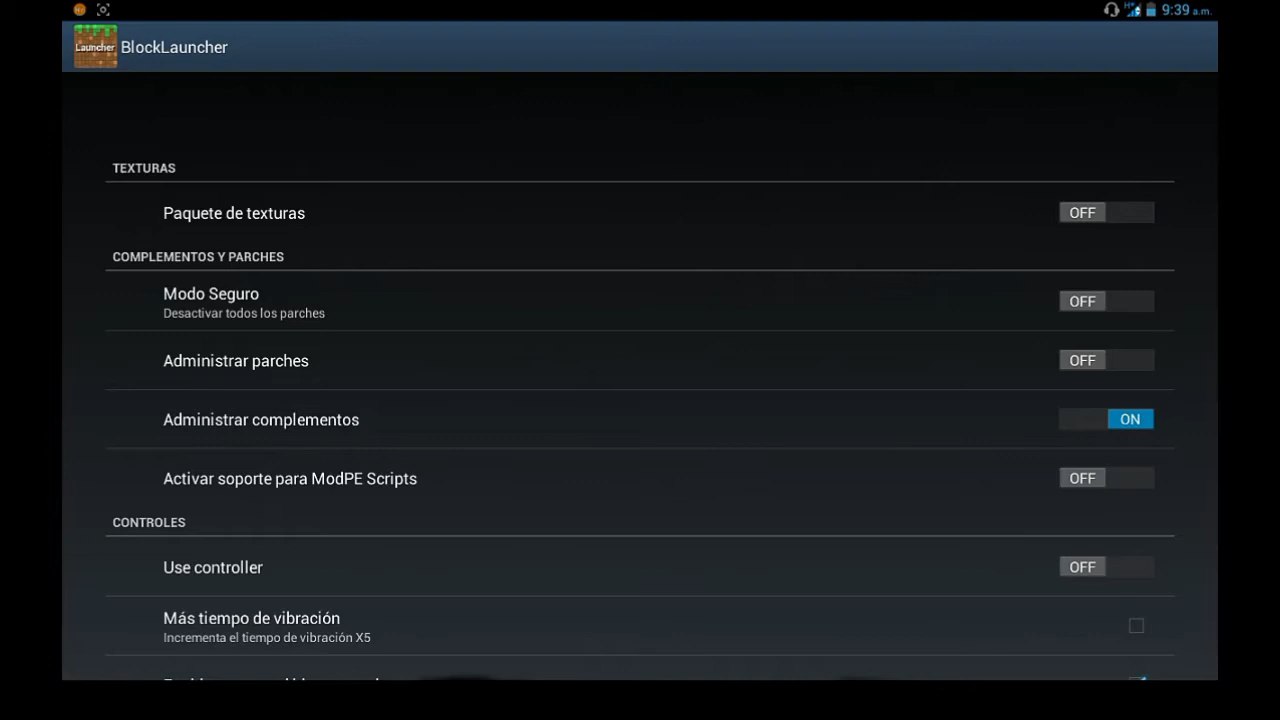 9:39 a.m.
Launcher
BlockLauncher
TEXTURAS
Paquete de texturas
OFF
COMPLEMENTOS Y PARCHES
Modo Seguro
Desactivar todos los parches
OFF
Administrar parches
OFF
Administrar complementos
ON
Activar soporte para ModPE Scripts
OFF
CONTROLES
Use controller
OFF
Más tiempo de vibración
Incrementa el tiempo de vibración X5